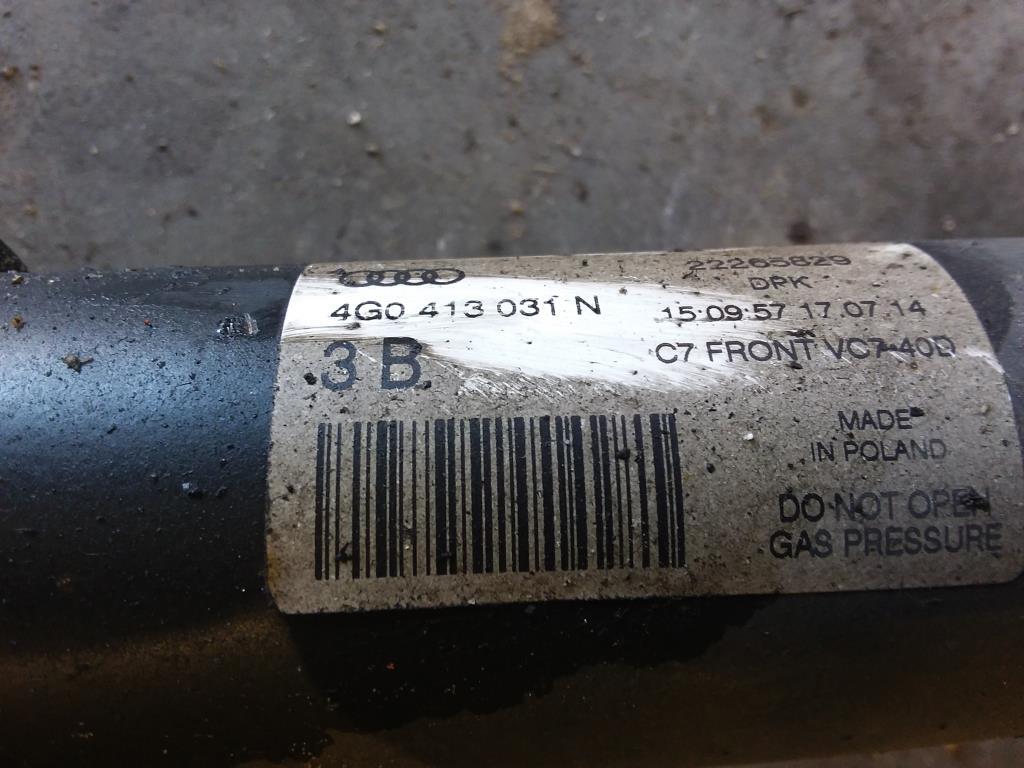 22265829
DPK
4G0 413 031 N 15:09:57 17.07.14
3 B C7 FRONT VC7-40D
MADE
IN POLAND
DO NOT OPEN
GAS PRESSURE